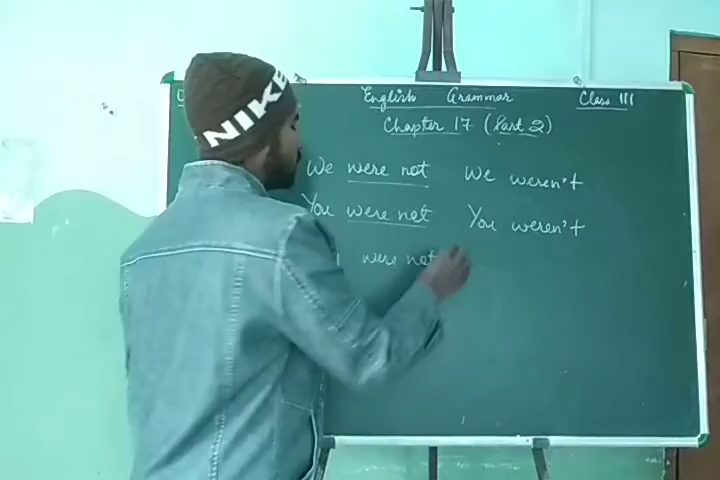 NIKE
English Grammar Class III
Chapter 17 (Part 2)
We were not We weren't
You were not You weren't
were not